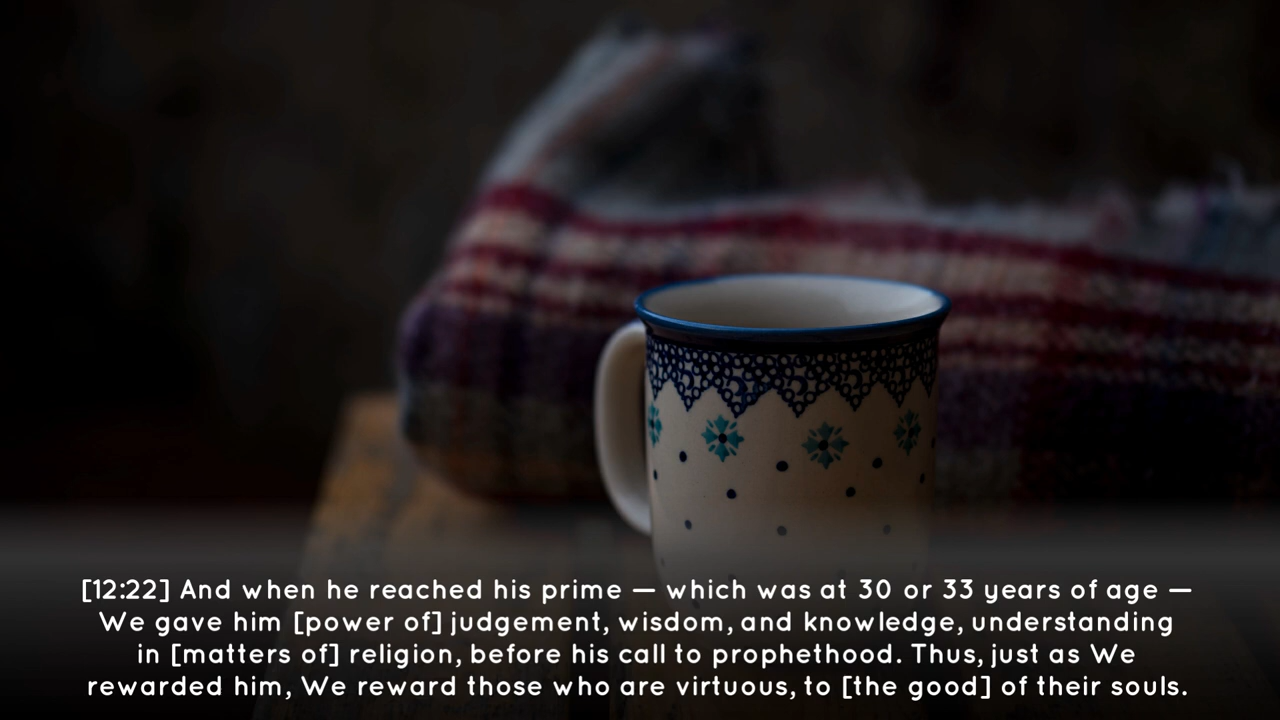 [12:22] And when he reached his prime — which was at 30 or 33 years of age —
We gave him [power of] judgement, wisdom, and knowledge, understanding
in [matters of] religion, before his call to prophethood. Thus, just as We
rewarded him, We reward those who are virtuous, to [the good] of their souls.